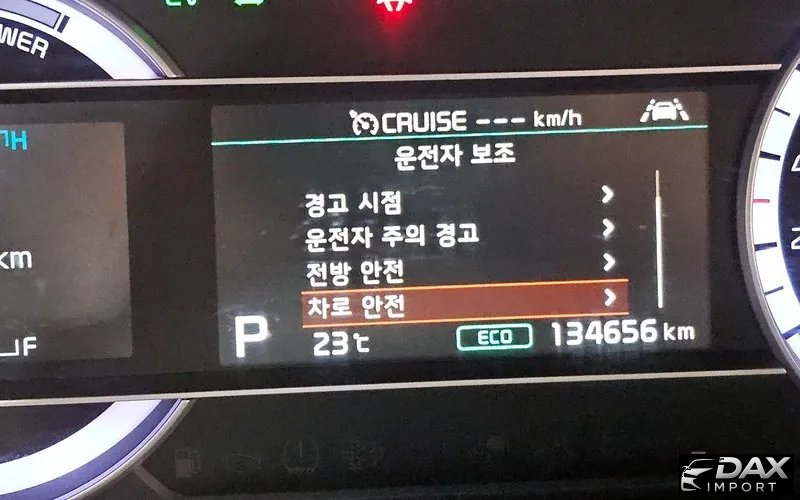 POWER
CRUISE --- km/h
운전자 보조
경고 시점
운전자 주의 경고
전방 안전
차로 안전
km
F
P
23℃
ECO
134656 km
DAX
IMPORT